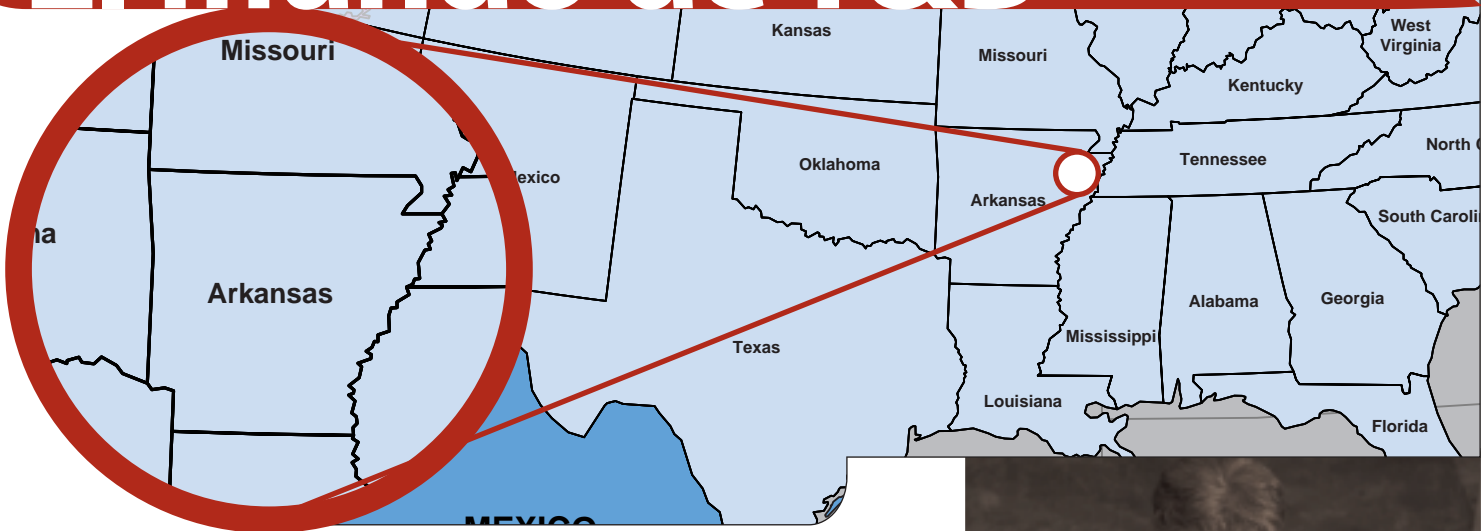 Kansas
West
Virginia
Missouri
Missouri
Kentucky
North
Tennessee
Oklahoma
exico
Arkansas
South Caroli
na
Arkansas
Alabama
Georgia
Mississippi
Texas
Louisiana
Florida
MEXICO